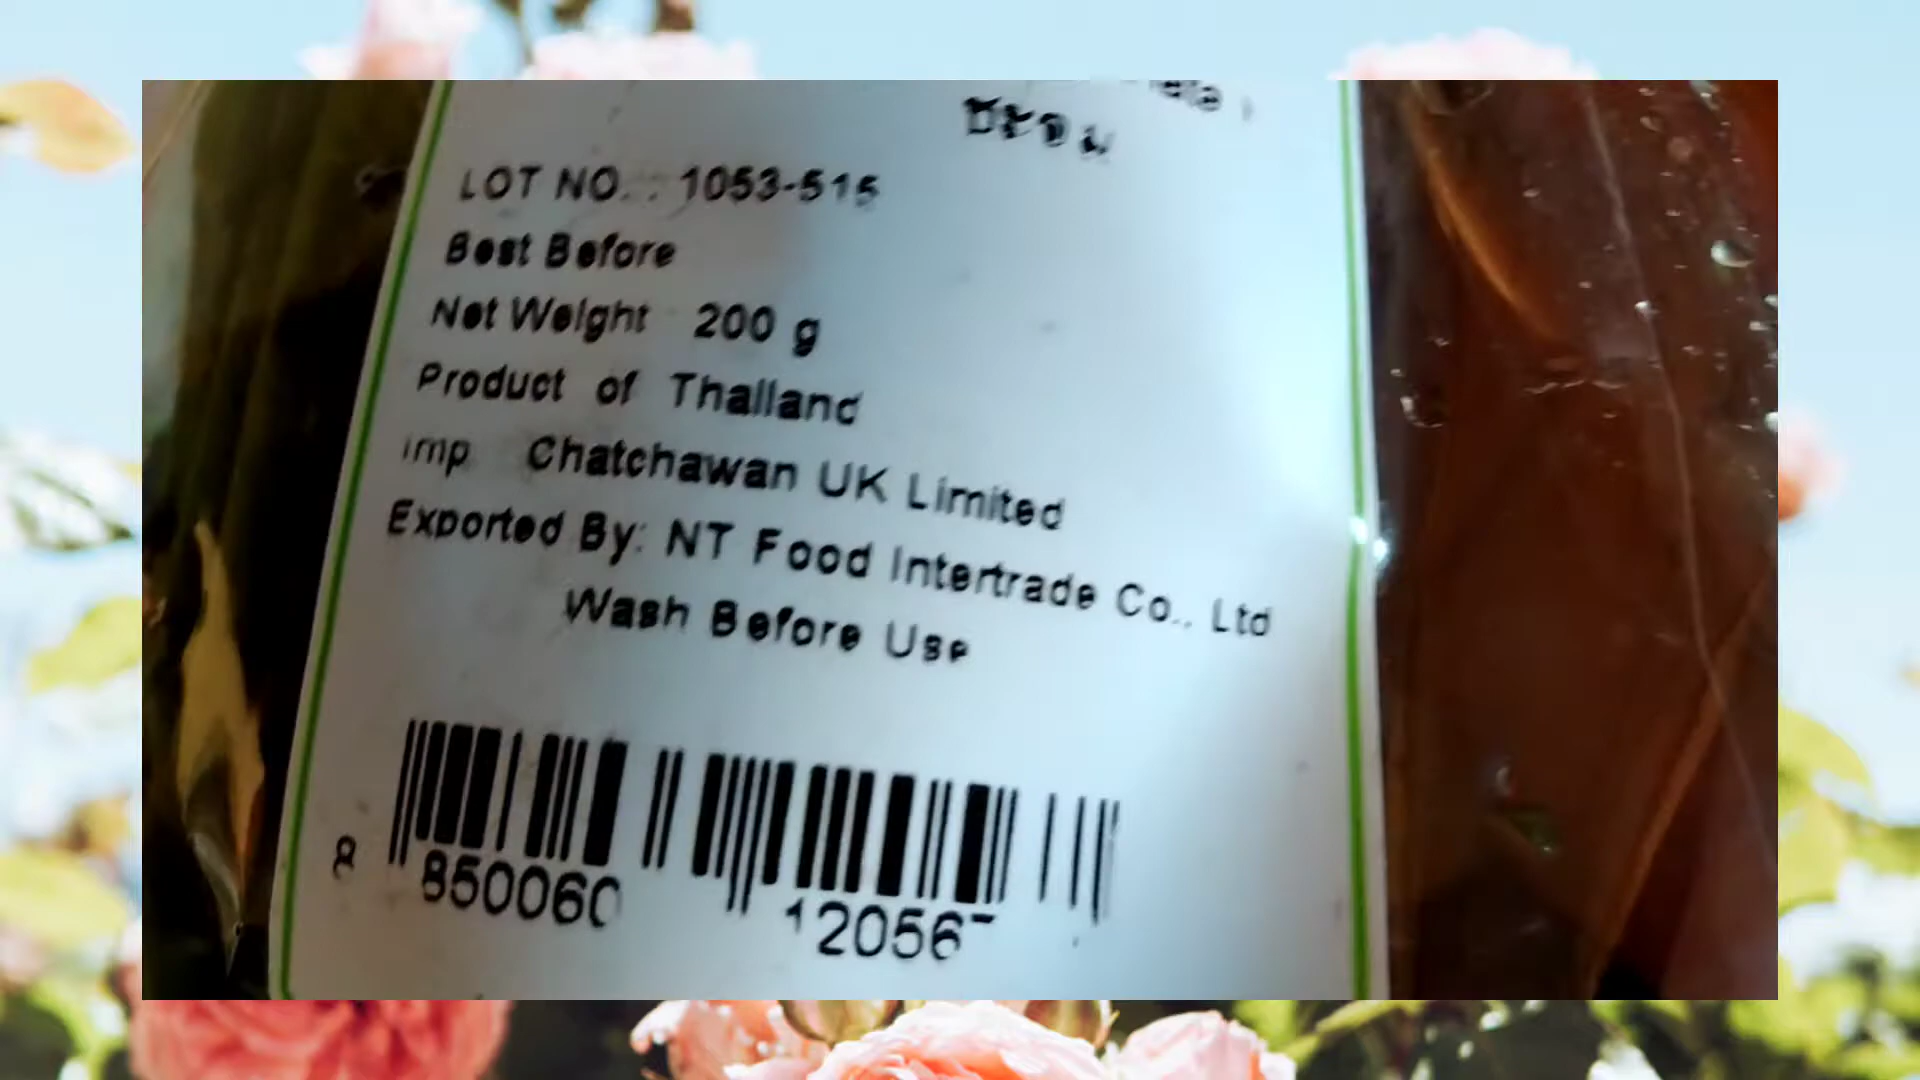 LOT NO. : 1053-515
Best Before
Net Weight 200 g
Product of Thailand
imp Chatchawan UK Limited
Exported By: NT Food Intertrade Co., Ltd
Wash Before Use
8 850060 12056